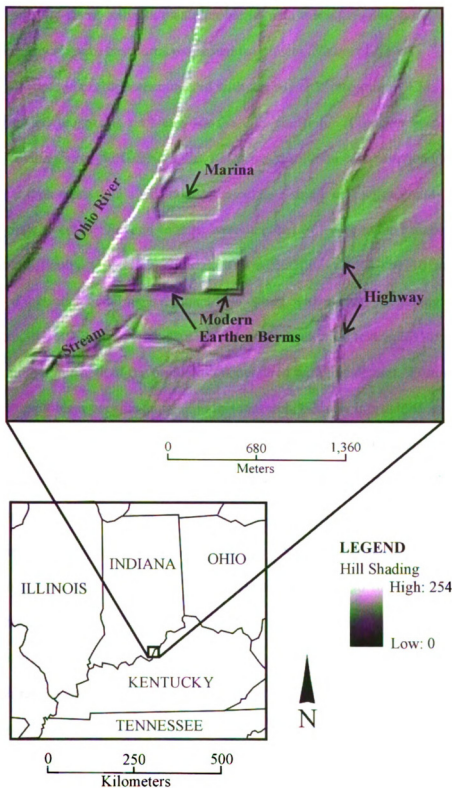 Marina
Ohio River
Highway
Modern
Earthen Berms
Stream
0 680 1,360
Meters
ILLINOIS
INDIANA
OHIO
KENTUCKY
TENNESSEE
LEGEND
Hill Shading
High: 254
Low: 0
N
0 250 500
Kilometers